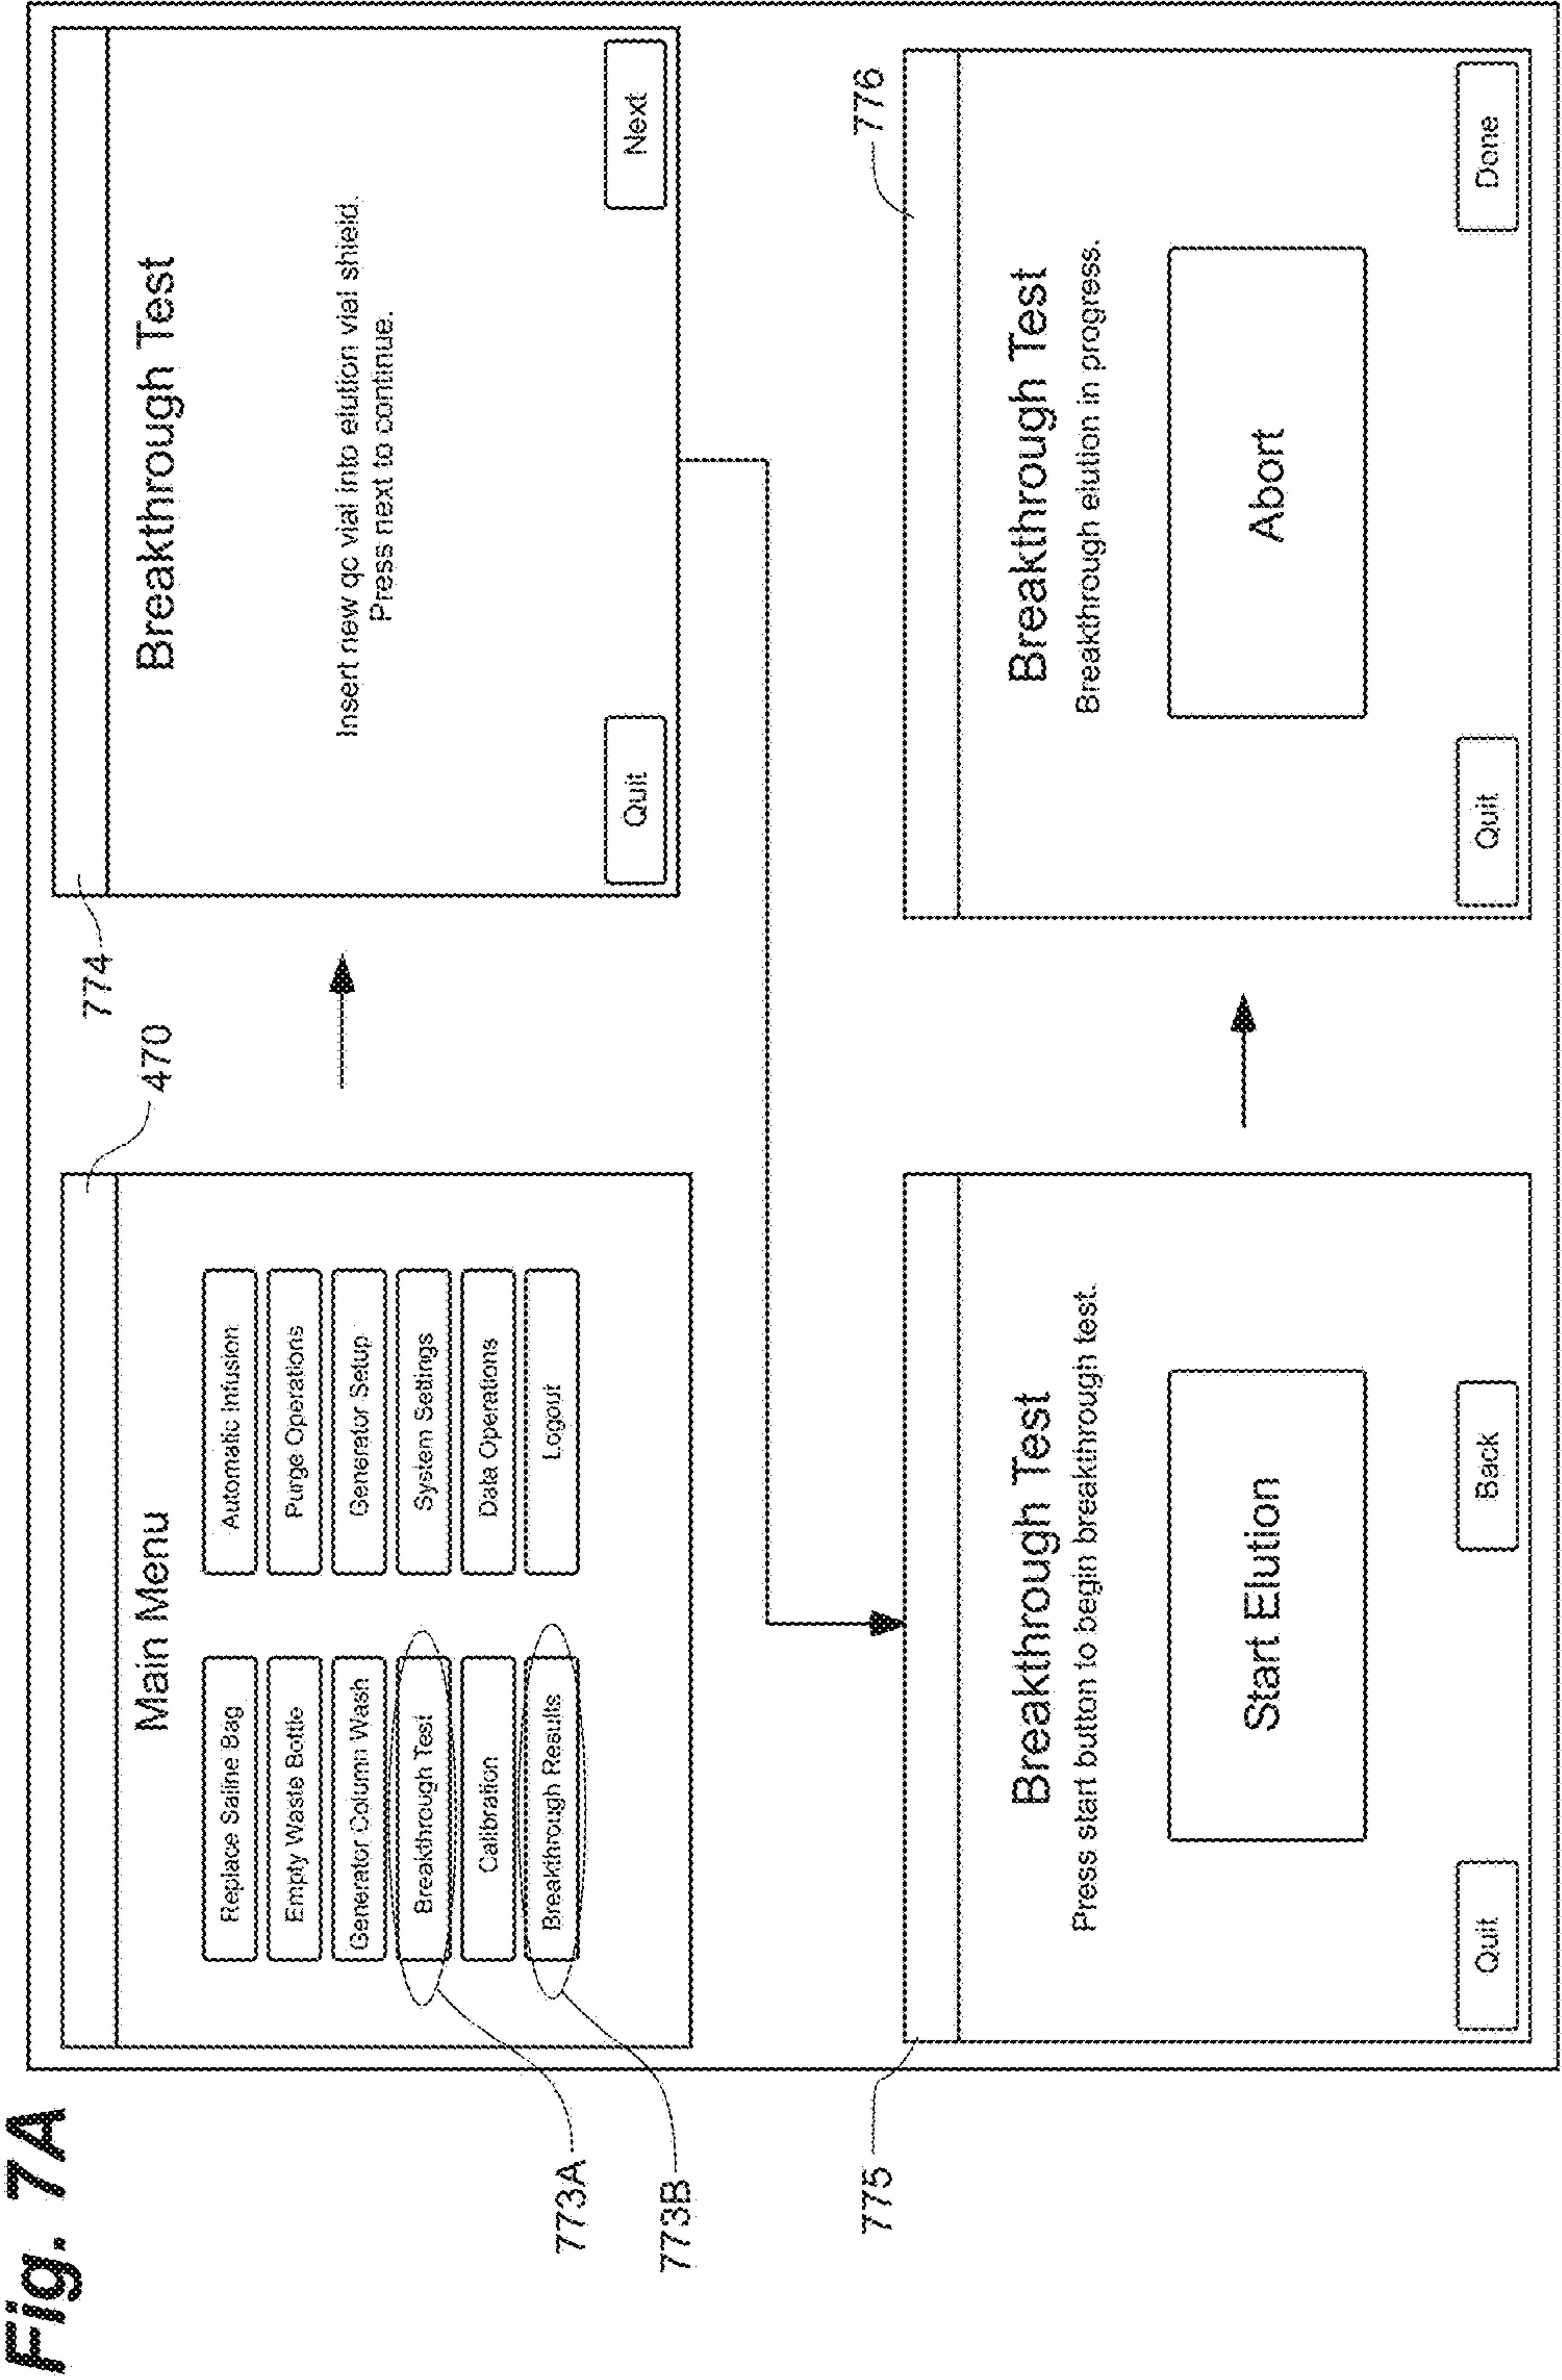 Fig. 7A
470
Main Menu
Replace Saline Bag
Automatic Infusion
Empty Waste Bottle
Purge Operations
Generator Column Wash
Generator Setup
Breakthrough Test
System Settings
Calibration
Data Operations
Breakthrough Results
Logout
773A
773B
774
Breakthrough Test
Insert new qc vial into elution vial shield.
Press next to continue.
Quit
Next
775
Breakthrough Test
Press start button to begin breakthrough test.
Start Elution
Quit
Back
776
Breakthrough Test
Breakthrough elution in progress.
Abort
Quit
Done